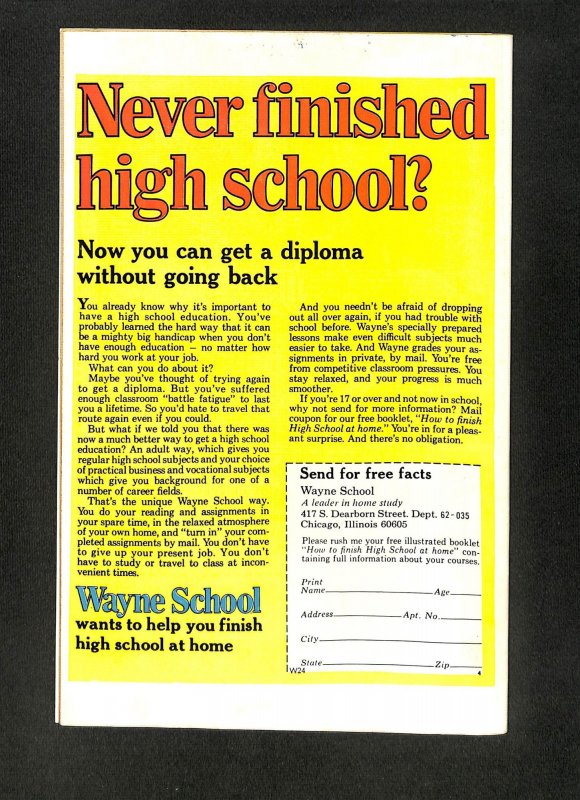 Never finished
high school?
Now you can get a diploma
without going back
You already know why it's important to
have a high school education. You've
probably learned the hard way that it can
be a mighty big handicap when you don't
have enough education – no matter how
hard you work at your job.
What can you do about it?
Maybe you've thought of trying again
to get a diploma. But you've suffered
enough classroom "battle fatigue" to last
you a lifetime. So you'd hate to travel that
route again even if you could.
But what if we told you that there was
now a much better way to get a high school
education? An adult way, which gives you
regular high school subjects and your choice
of practical business and vocational subjects
which give you background for one of a
number of career fields.
That's the unique Wayne School way.
You do your reading and assignments in
your spare time, in the relaxed atmosphere
of your own home, and "turn in" your com-
pleted assignments by mail. You don't have
to give up your present job. You don't
have to study or travel to class at incon-
venient times.
Wayne School
wants to help you finish
high school at home
And you needn't be afraid of dropping
out all over again, if you had trouble with
school before. Wayne's specially prepared
lessons make even difficult subjects much
easier to take. And Wayne grades your as-
signments in private, by mail. You're free
from competitive classroom pressures. You
stay relaxed, and your progress is much
smoother.
If you're 17 or over and not now in school,
why not send for more information? Mail
coupon for our free booklet, "How to finish
High School at home." You're in for a pleas-
ant surprise. And there's no obligation.
Send for free facts
Wayne School
A leader in home study
417 S. Dearborn Street. Dept. 62-035
Chicago, Illinois 60605
Please rush me your free illustrated booklet
"How to finish High School at home" con-
taining full information about your courses.
Print
Name Age
Address Apt. No.
City
State Zip
W24 4